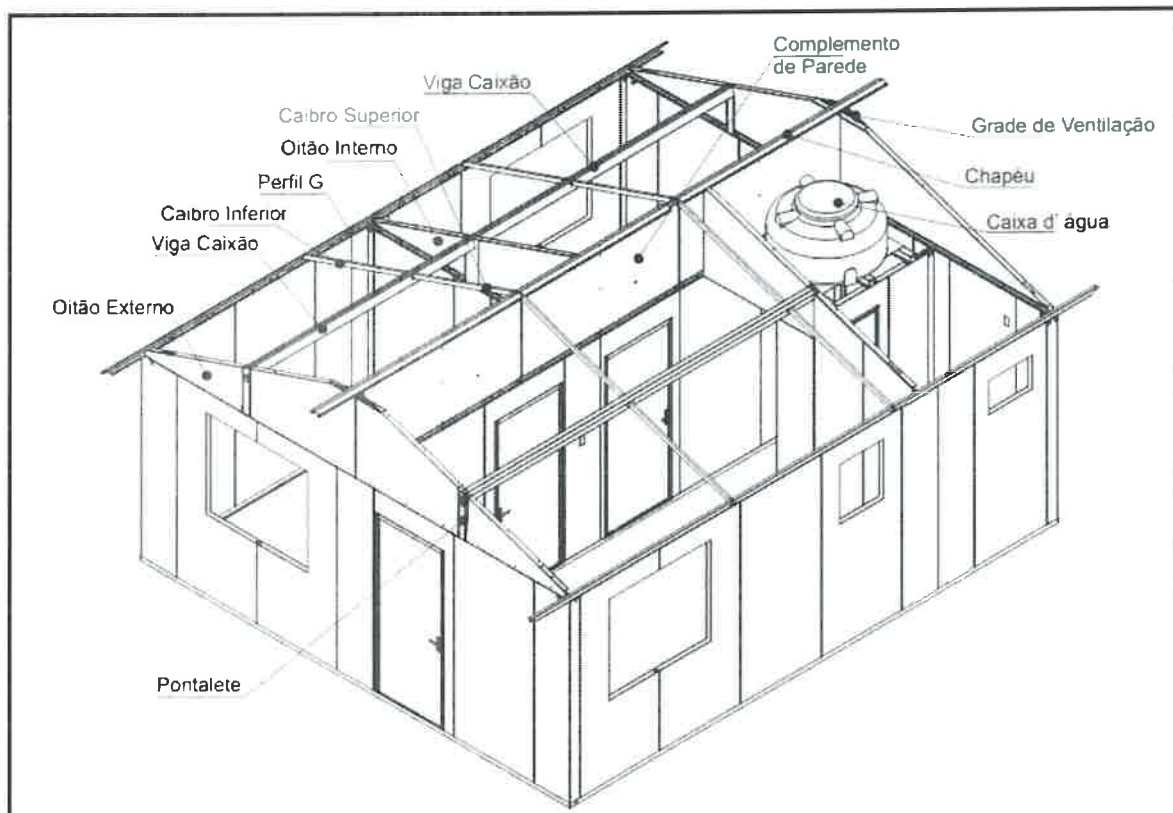 Complemento
de Parede
Viga Caixão
Caibro Superior
Grade de Ventilação
Oitão Interno
Perfil G
Chapéu
Caibro Inferior
Caixa d' água
Viga Caixão
Oitão Externo
Pontalete